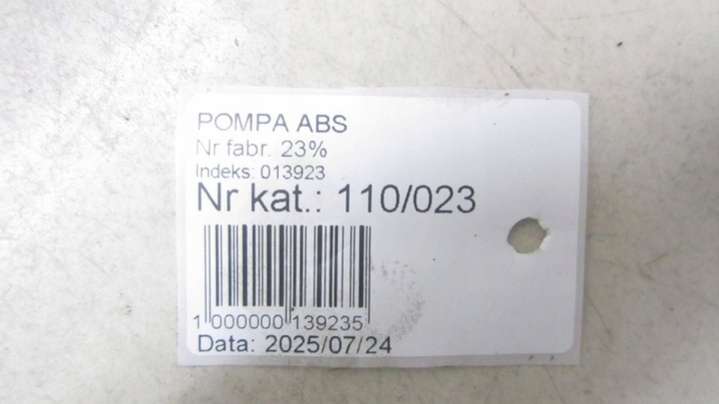 POMPA ABS
Nr fabr. 23%
Indeks: 013923
Nr kat.: 110/023
1 000000 139235
Data: 2025/07/24